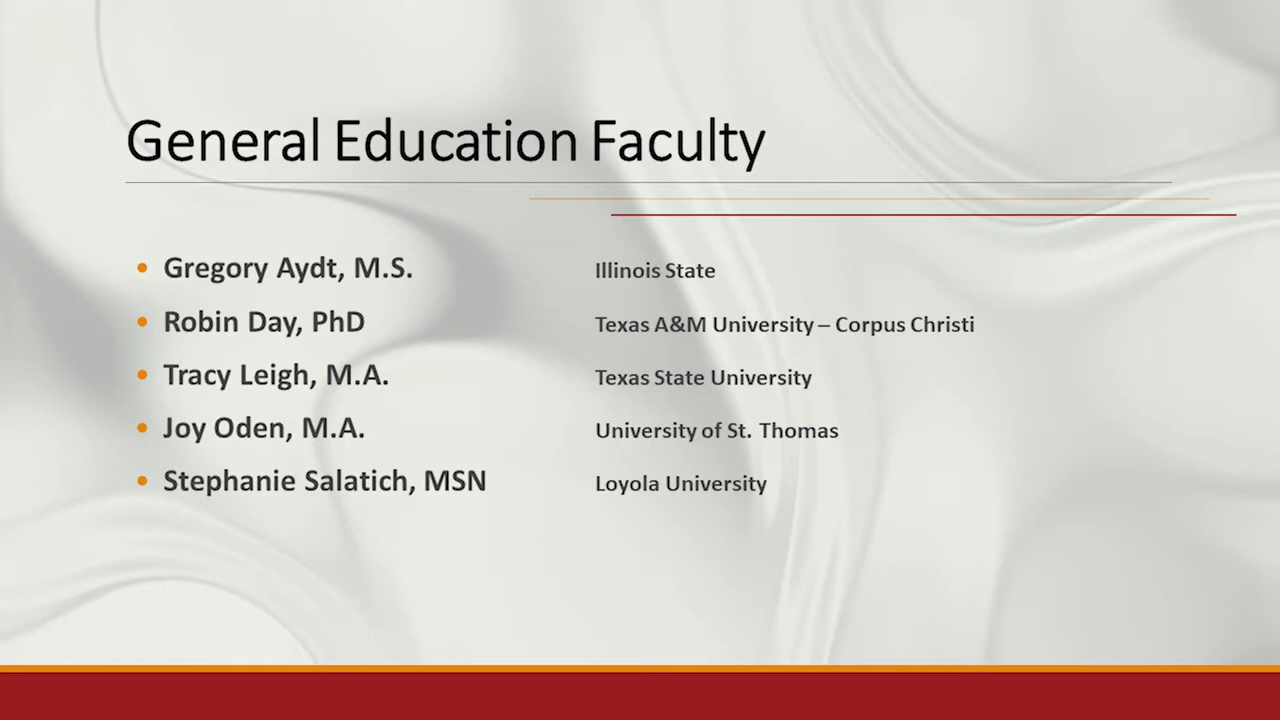 General Education Faculty
• Gregory Aydt, M.S. Illinois State
• Robin Day, PhD Texas A&M University – Corpus Christi
• Tracy Leigh, M.A. Texas State University
• Joy Oden, M.A. University of St. Thomas
• Stephanie Salatich, MSN Loyola University